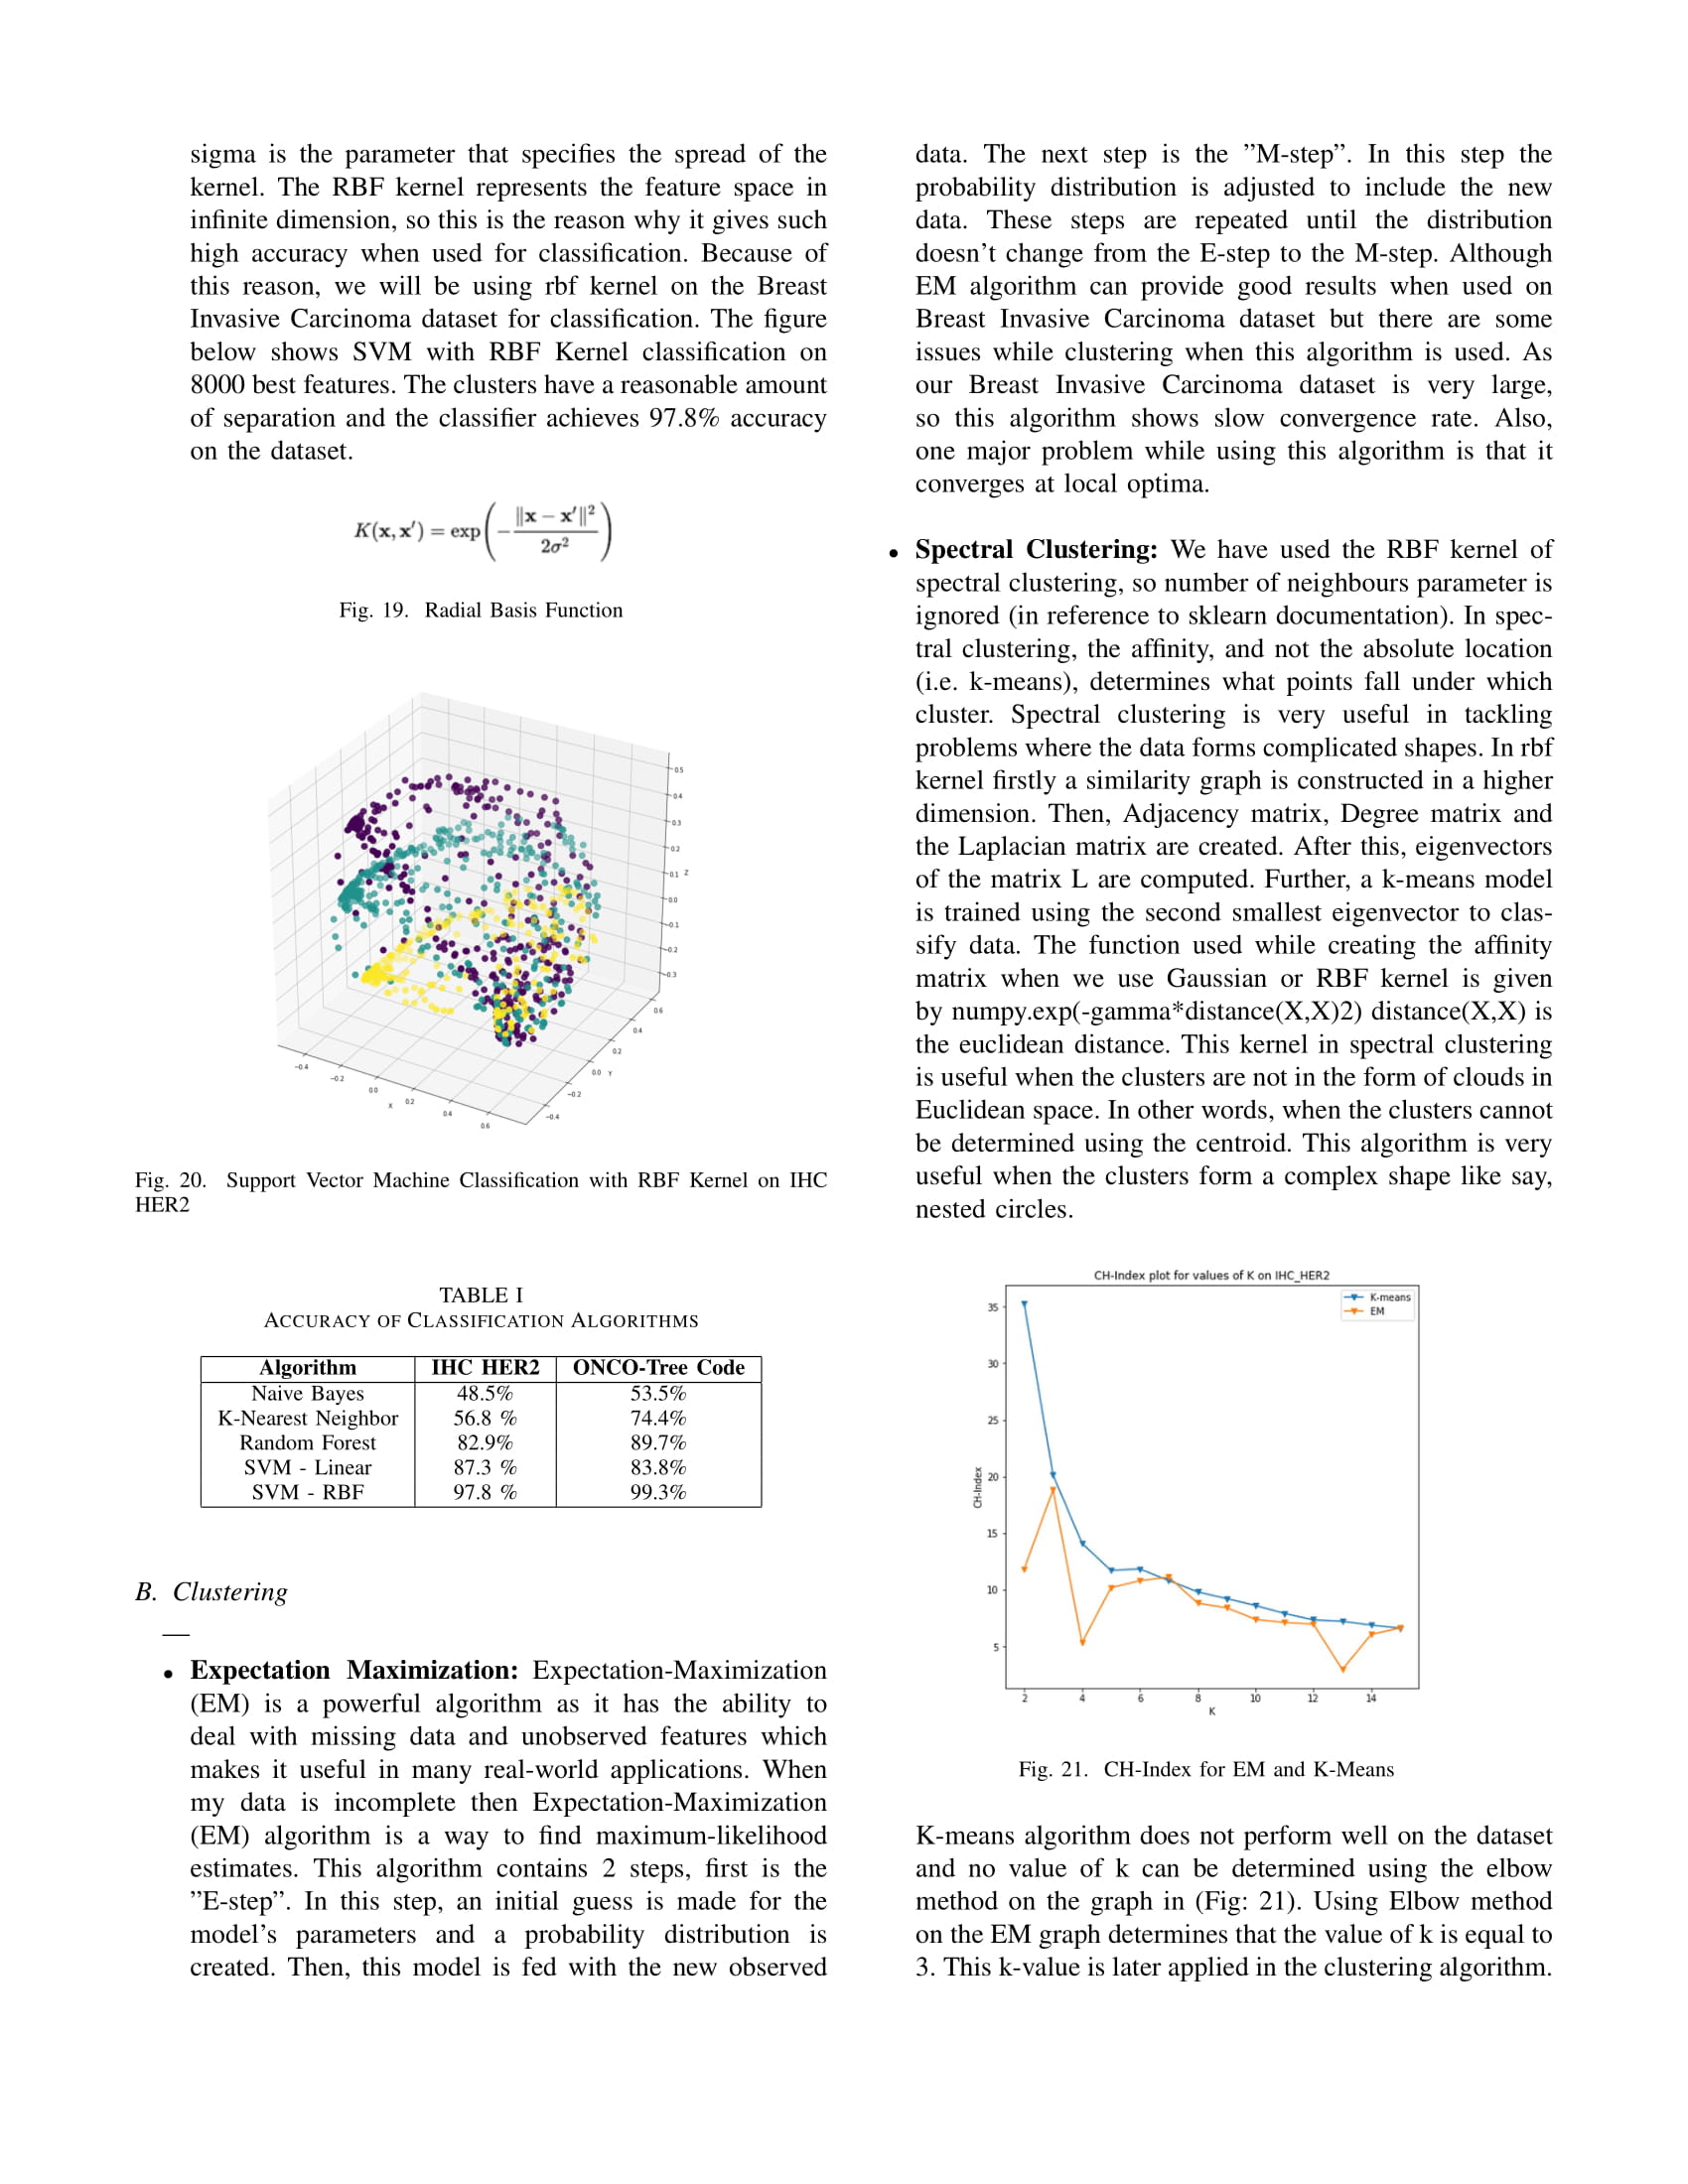 sigma is the parameter that specifies the spread of the
kernel. The RBF kernel represents the feature space in
infinite dimension, so this is the reason why it gives such
high accuracy when used for classification. Because of
this reason, we will be using rbf kernel on the Breast
Invasive Carcinoma dataset for classification. The figure
below shows SVM with RBF Kernel classification on
8000 best features. The clusters have a reasonable amount
of separation and the classifier achieves 97.8% accuracy
on the dataset.
K(x, x′) = exp(−‖x − x′‖² / 2σ²)
Fig. 19. Radial Basis Function
0.5
0.4
0.3
0.2
0.1 Z
0.0
−0.1
−0.2
−0.3
0.6
0.4
0.2
0.0 Y
−0.2
−0.4
−0.4
−0.2
0.0
X
0.2
0.4
0.6
Fig. 20. Support Vector Machine Classification with RBF Kernel on IHC
HER2
TABLE I
ACCURACY OF CLASSIFICATION ALGORITHMS
Algorithm IHC HER2 ONCO-Tree Code
Naive Bayes 48.5% 53.5%
K-Nearest Neighbor 56.8 % 74.4%
Random Forest 82.9% 89.7%
SVM - Linear 87.3 % 83.8%
SVM - RBF 97.8 % 99.3%
B. Clustering
—
• Expectation Maximization: Expectation-Maximization
(EM) is a powerful algorithm as it has the ability to
deal with missing data and unobserved features which
makes it useful in many real-world applications. When
my data is incomplete then Expectation-Maximization
(EM) algorithm is a way to find maximum-likelihood
estimates. This algorithm contains 2 steps, first is the
”E-step”. In this step, an initial guess is made for the
model’s parameters and a probability distribution is
created. Then, this model is fed with the new observed
data. The next step is the ”M-step”. In this step the
probability distribution is adjusted to include the new
data. These steps are repeated until the distribution
doesn’t change from the E-step to the M-step. Although
EM algorithm can provide good results when used on
Breast Invasive Carcinoma dataset but there are some
issues while clustering when this algorithm is used. As
our Breast Invasive Carcinoma dataset is very large,
so this algorithm shows slow convergence rate. Also,
one major problem while using this algorithm is that it
converges at local optima.
• Spectral Clustering: We have used the RBF kernel of
spectral clustering, so number of neighbours parameter is
ignored (in reference to sklearn documentation). In spec-
tral clustering, the affinity, and not the absolute location
(i.e. k-means), determines what points fall under which
cluster. Spectral clustering is very useful in tackling
problems where the data forms complicated shapes. In rbf
kernel firstly a similarity graph is constructed in a higher
dimension. Then, Adjacency matrix, Degree matrix and
the Laplacian matrix are created. After this, eigenvectors
of the matrix L are computed. Further, a k-means model
is trained using the second smallest eigenvector to clas-
sify data. The function used while creating the affinity
matrix when we use Gaussian or RBF kernel is given
by numpy.exp(-gamma*distance(X,X)2) distance(X,X) is
the euclidean distance. This kernel in spectral clustering
is useful when the clusters are not in the form of clouds in
Euclidean space. In other words, when the clusters cannot
be determined using the centroid. This algorithm is very
useful when the clusters form a complex shape like say,
nested circles.
CH-Index plot for values of K on IHC_HER2
K-means
EM
35
30
25
20
15
10
5
CH-Index
2 4 6 8 10 12 14
K
Fig. 21. CH-Index for EM and K-Means
K-means algorithm does not perform well on the dataset
and no value of k can be determined using the elbow
method on the graph in (Fig: 21). Using Elbow method
on the EM graph determines that the value of k is equal to
3. This k-value is later applied in the clustering algorithm.